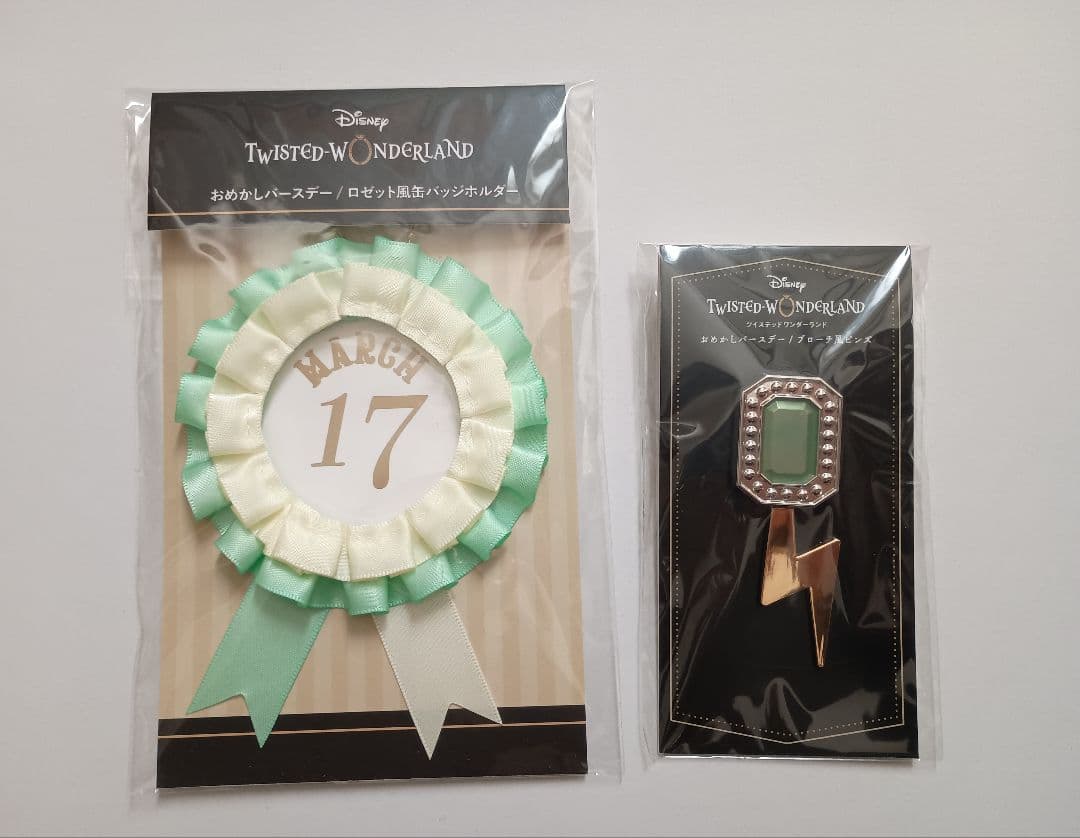 Disney
TWISTED-WONDERLAND
おめかしバースデー / ロゼット風缶バッジホルダー
MARCH
17
Disney
TWISTED-WONDERLAND
ツイステッドワンダーランド
おめかしバースデー / ブローチ風ピンズ